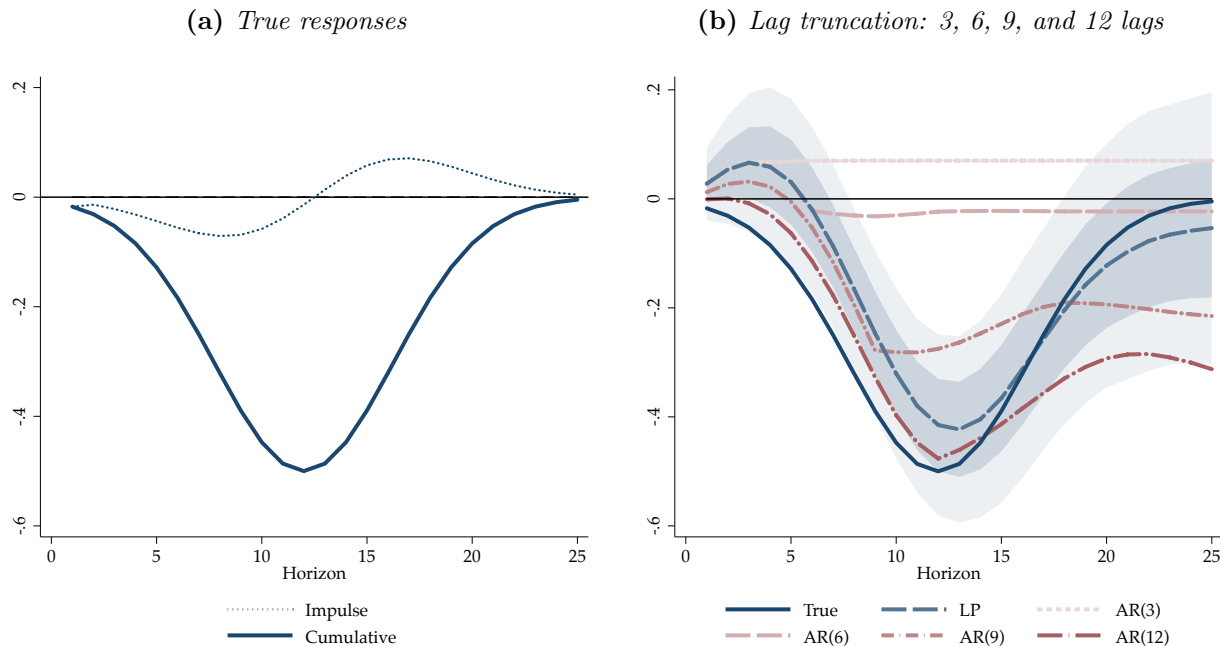 (a) True responses
.2
0
-.2
-.4
-.6
0 5 10 15 20 25
Horizon
Impulse
Cumulative
(b) Lag truncation: 3, 6, 9, and 12 lags
.2
0
-.2
-.4
-.6
0 5 10 15 20 25
Horizon
True LP AR(3)
AR(6) AR(9) AR(12)